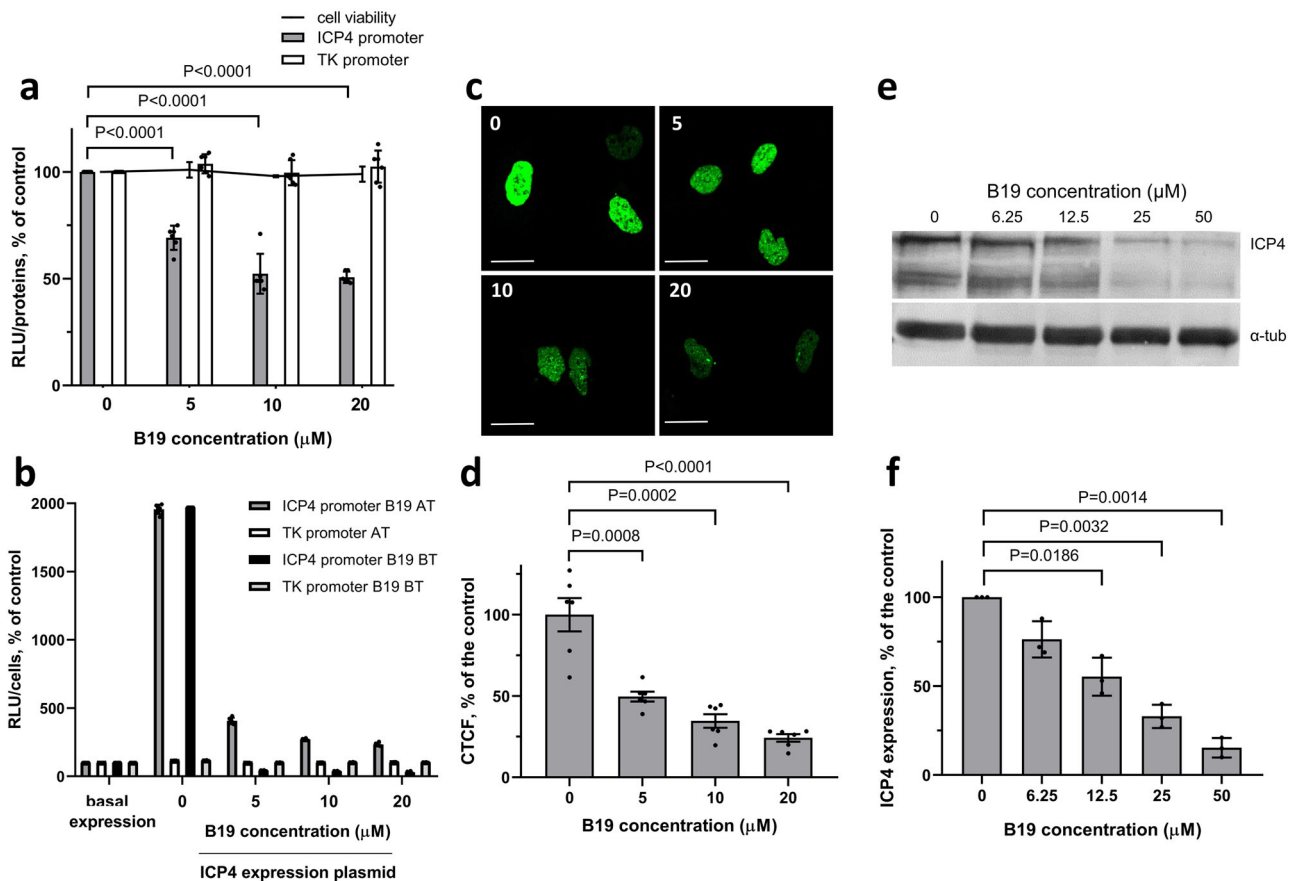 cell viability
ICP4 promoter
TK promoter
a
P<0.0001
P<0.0001
P<0.0001
RLU/proteins, % of control
100
50
0
0 5 10 20
B19 concentration (μM)
b
ICP4 promoter B19 AT
TK promoter AT
ICP4 promoter B19 BT
TK promoter B19 BT
RLU/cells, % of control
2000
1500
1000
500
0
basal
expression
0 5 10 20
B19 concentration (μM)
ICP4 expression plasmid
c
0 5
10 20
d
P<0.0001
P=0.0002
P=0.0008
CTCF, % of the control
100
50
0
0 5 10 20
B19 concentration (μM)
e
B19 concentration (μM)
0 6.25 12.5 25 50
ICP4
α-tub
f
P=0.0014
P=0.0032
P=0.0186
ICP4 expression, % of the control
100
50
0
0 6.25 12.5 25 50
B19 concentration (μM)